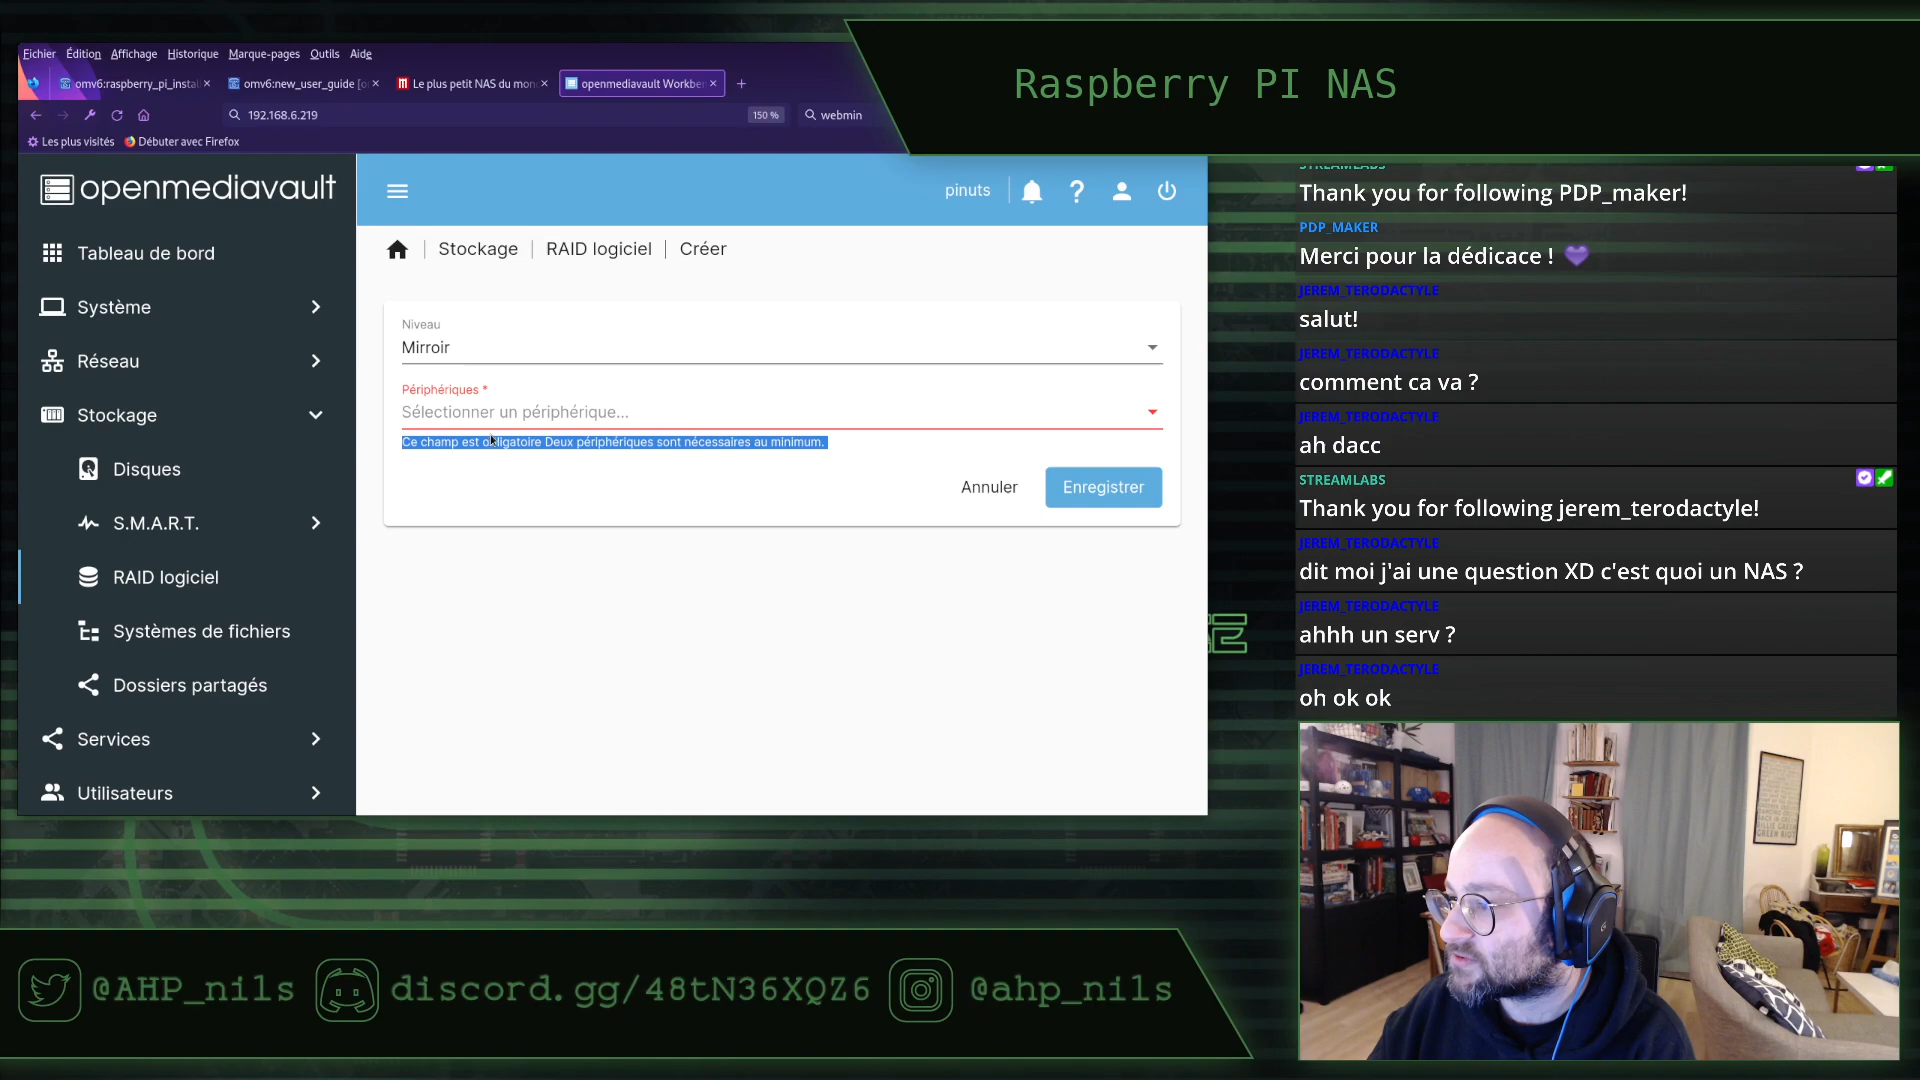 Raspberry PI NAS
Fichier Édition Affichage Historique Marque-pages Outils Aide
omv6:raspberry_pi_instal
omv6:new_user_guide [o
Le plus petit NAS du mon
openmediavault Workbe
192.168.6.219
150 %
webmin
Les plus visités
Débuter avec Firefox
openmediavault
Tableau de bord
Système
Réseau
Stockage
Disques
S.M.A.R.T.
RAID logiciel
Systèmes de fichiers
Dossiers partagés
Services
Utilisateurs
pinuts
Stockage | RAID logiciel | Créer
Niveau
Mirroir
Périphériques *
Sélectionner un périphérique...
Ce champ est obligatoire Deux périphériques sont nécessaires au minimum.
Annuler
Enregistrer
STREAMLABS
Thank you for following PDP_maker!
PDP_MAKER
Merci pour la dédicace !
JEREM_TERODACTYLE
salut!
JEREM_TERODACTYLE
comment ca va ?
JEREM_TERODACTYLE
ah dacc
STREAMLABS
Thank you for following jerem_terodactyle!
JEREM_TERODACTYLE
dit moi j'ai une question XD c'est quoi un NAS ?
JEREM_TERODACTYLE
ahhh un serv ?
JEREM_TERODACTYLE
oh ok ok
@AHP_nils
discord.gg/48tN36XQZ6
@ahp_nils